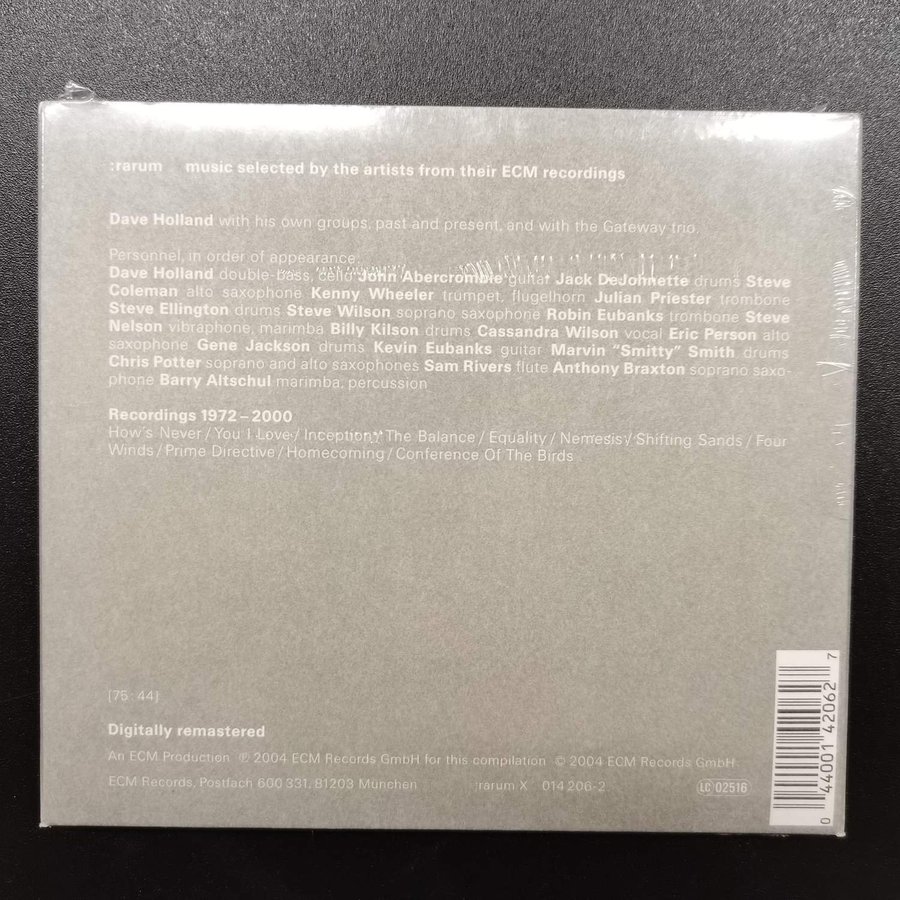 :rarum music selected by the artists from their ECM recordings
Dave Holland with his own groups, past and present, and with the Gateway trio.
Personnel, in order of appearance:
Dave Holland double-bass, cello John Abercrombie guitar Jack DeJohnette drums Steve
Coleman alto saxophone Kenny Wheeler trumpet, flugelhorn Julian Priester trombone
Steve Ellington drums Steve Wilson soprano saxophone Robin Eubanks trombone Steve
Nelson vibraphone, marimba Billy Kilson drums Cassandra Wilson vocal Eric Person alto
saxophone Gene Jackson drums Kevin Eubanks guitar Marvin "Smitty" Smith drums
Chris Potter soprano and alto saxophones Sam Rivers flute Anthony Braxton soprano saxo-
phone Barry Altschul marimba, percussion
Recordings 1972 – 2000
How's Never / You I Love / Inception / The Balance / Equality / Nemesis / Shifting Sands / Four
Winds / Prime Directive / Homecoming / Conference Of The Birds
[75 : 44]
Digitally remastered
An ECM Production ℗ 2004 ECM Records GmbH for this compilation © 2004 ECM Records GmbH
ECM Records, Postfach 600 331, 81203 München :rarum X 014 206-2 LC 02516
0 44001 42062 7